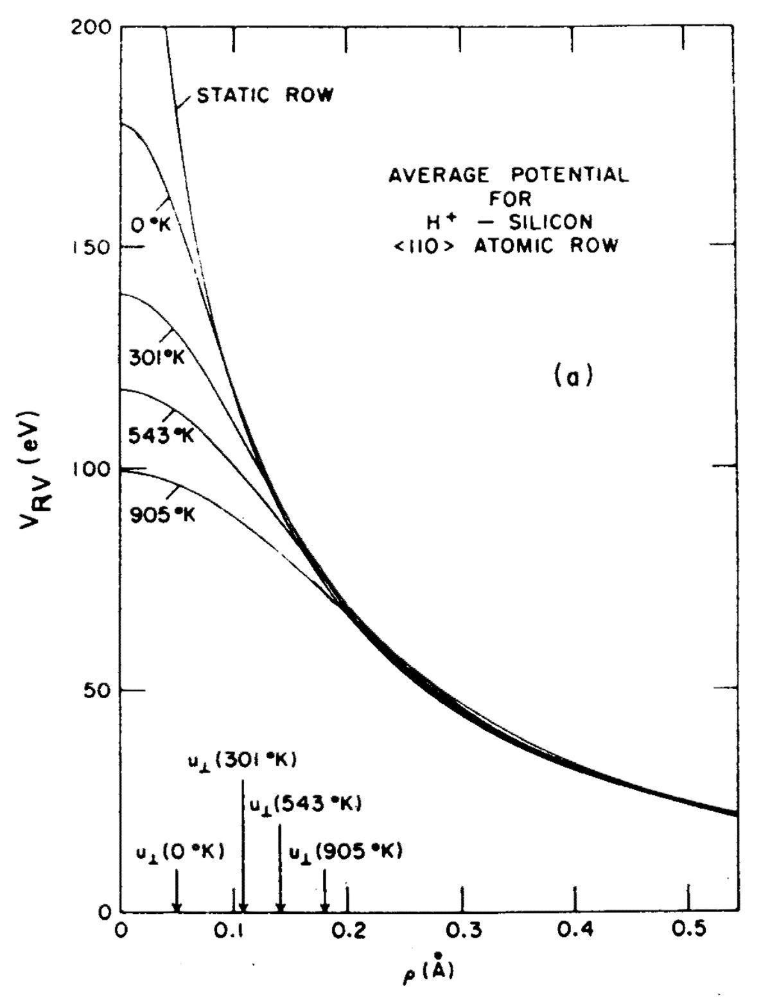 200
STATIC ROW
AVERAGE POTENTIAL
FOR
H⁺ — SILICON
<110> ATOMIC ROW
0 °K
150
301 °K
(a)
543 °K
100
905 °K
V_RV (eV)
50
u⊥ (301 °K)
u⊥ (543 °K)
u⊥ (0 °K)
u⊥ (905 °K)
0
0 0.1 0.2 0.3 0.4 0.5
ρ (Å)